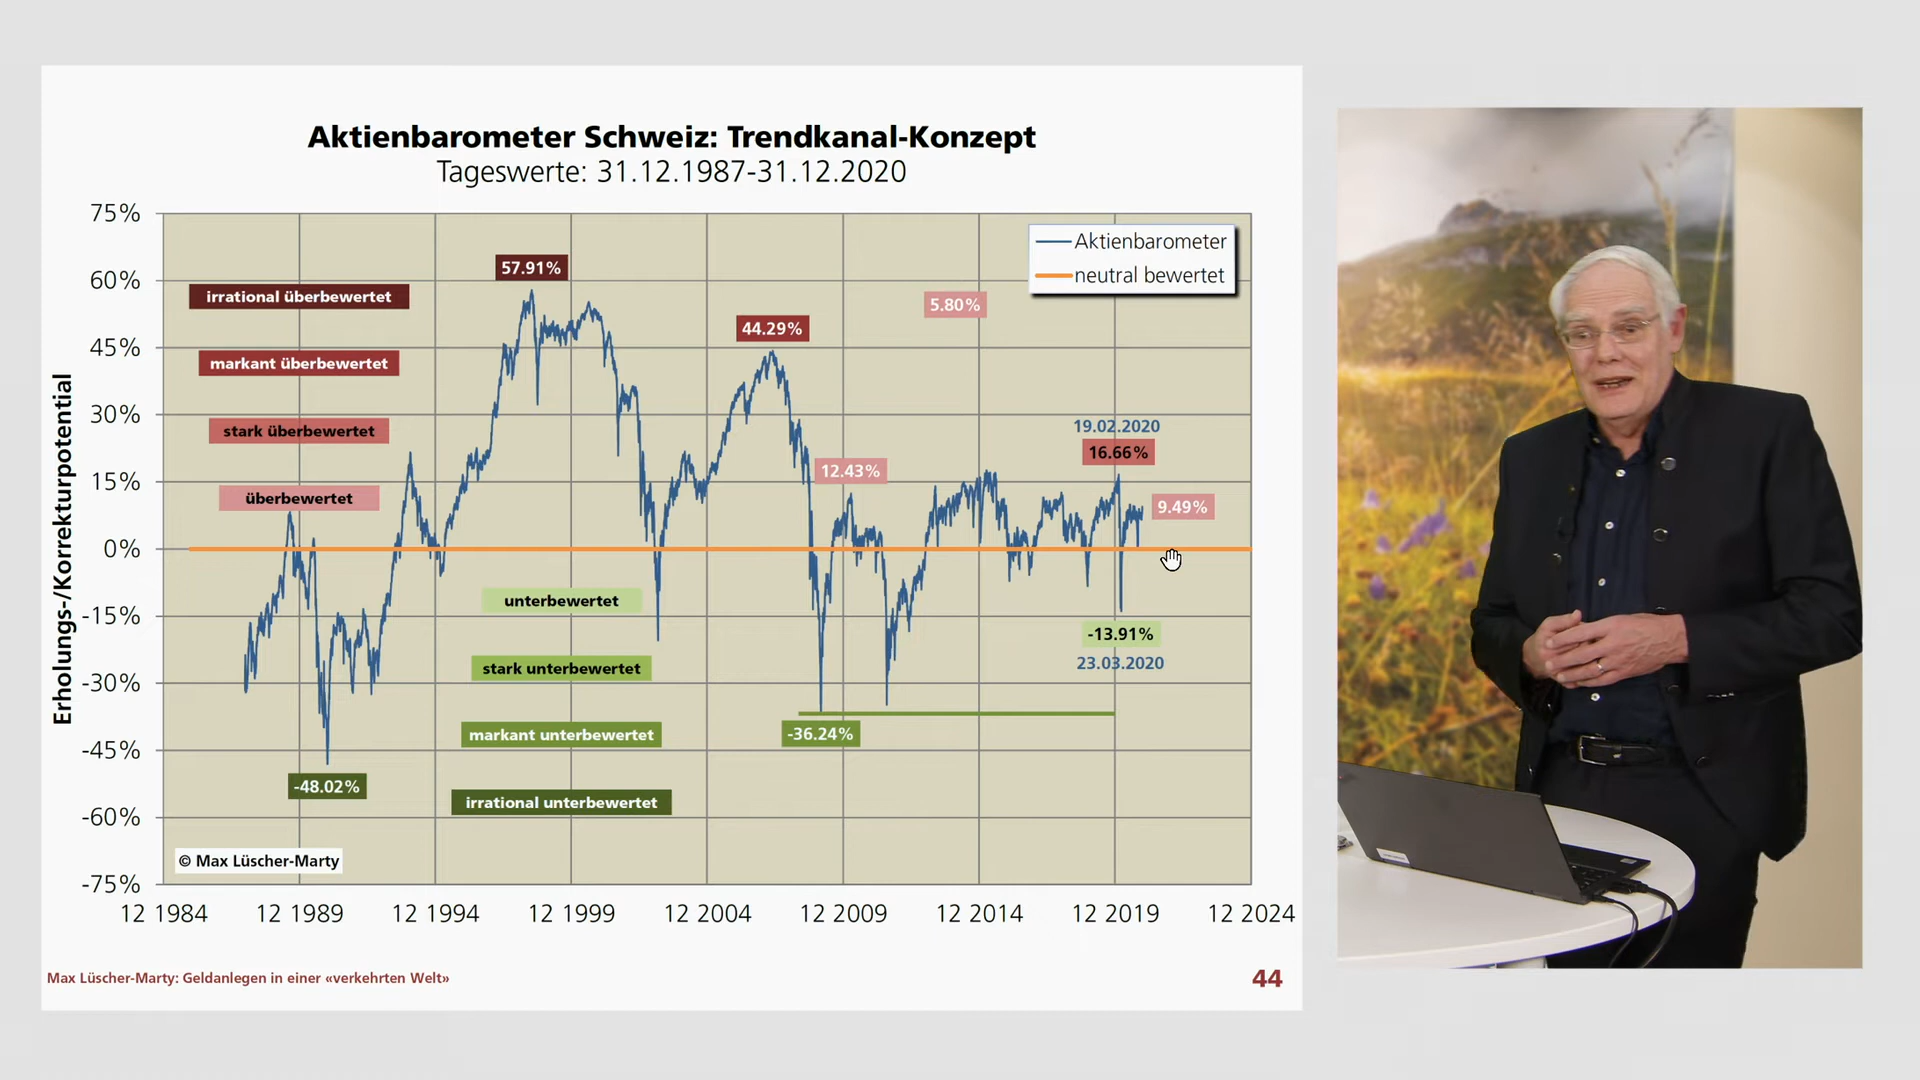 Aktienbarometer Schweiz: Trendkanal-Konzept
Tageswerte: 31.12.1987-31.12.2020
Erholungs-/Korrekturpotential
75%
60%
45%
30%
15%
0%
-15%
-30%
-45%
-60%
-75%
Aktienbarometer
neutral bewertet
57.91%
irrational überbewertet
5.80%
44.29%
markant überbewertet
19.02.2020
stark überbewertet
16.66%
12.43%
überbewertet
9.49%
unterbewertet
-13.91%
23.03.2020
stark unterbewertet
markant unterbewertet
-36.24%
-48.02%
irrational unterbewertet
© Max Lüscher-Marty
12 1984 12 1989 12 1994 12 1999 12 2004 12 2009 12 2014 12 2019 12 2024
Max Lüscher-Marty: Geldanlegen in einer «verkehrten Welt»
44